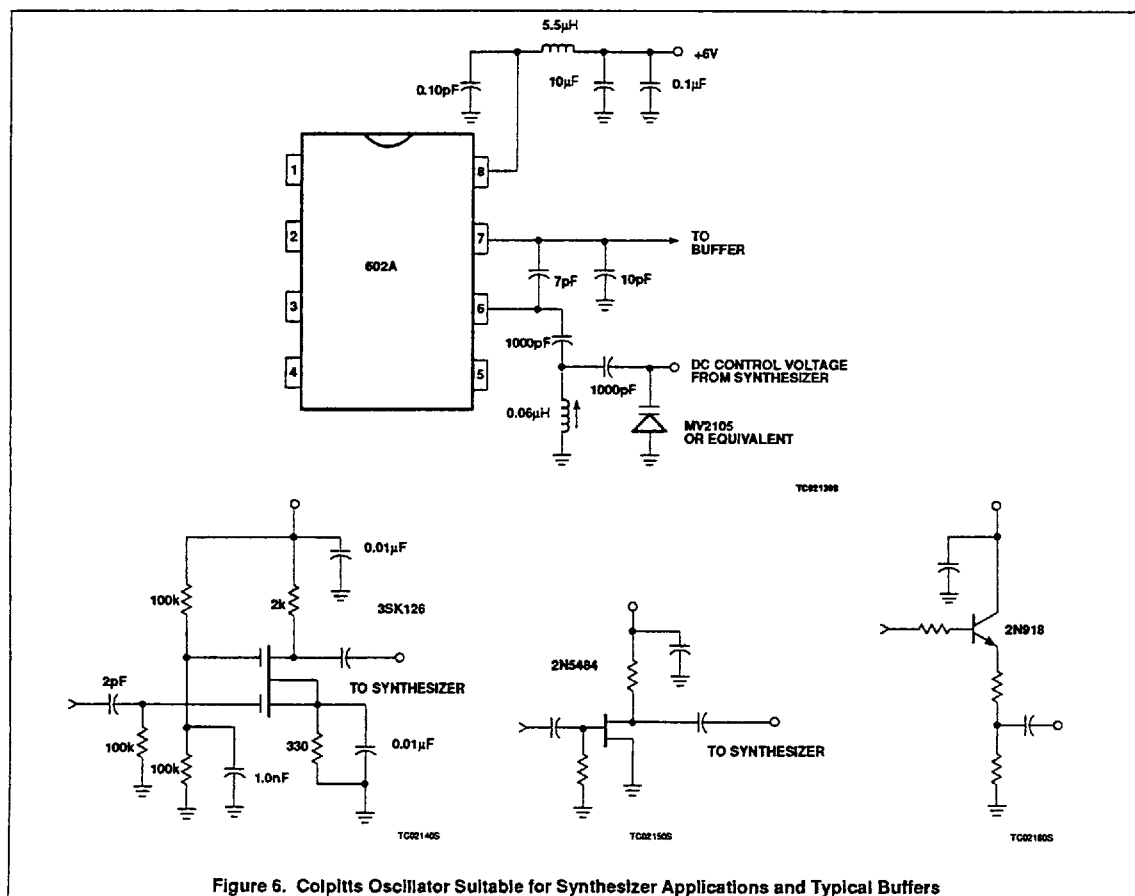 5.5µH
+6V
0.10pF
10µF
0.1µF
1
8
2
7
TO
BUFFER
602A
7pF
10pF
3
6
1000pF
4
5
DC CONTROL VOLTAGE
FROM SYNTHESIZER
1000pF
0.06µH
MV2105
OR EQUIVALENT
TC02130S
0.01µF
100k
2k
3SK126
2N918
2N5484
2pF
TO SYNTHESIZER
100k
100k
330
0.01µF
1.0nF
TO SYNTHESIZER
TC02140S
TC02150S
TC02160S
Figure 6. Colpitts Oscillator Suitable for Synthesizer Applications and Typical Buffers